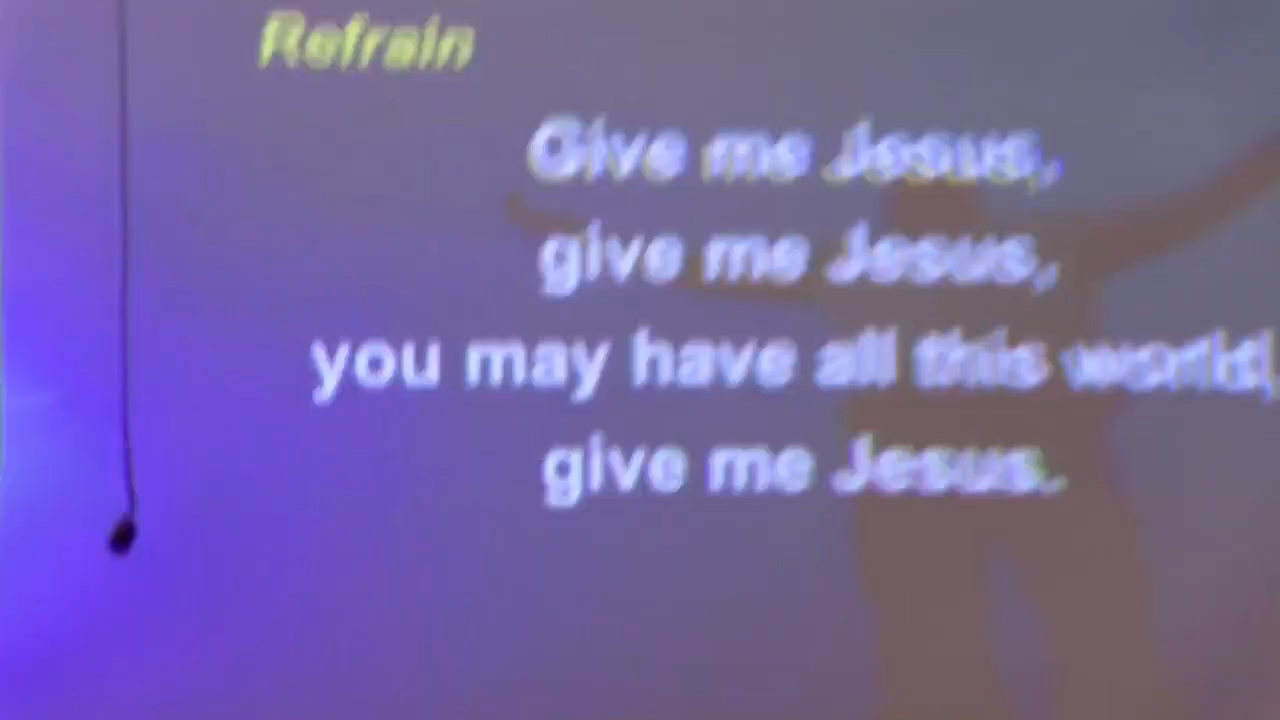 Refrain
Give me Jesus,
give me Jesus,
you may have all this world,
give me Jesus.